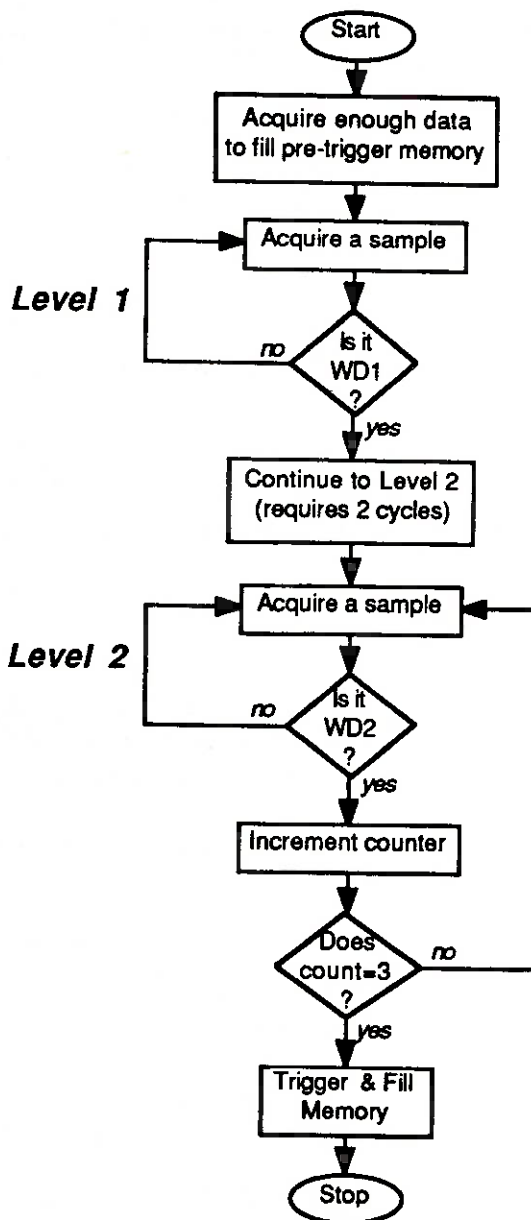 Start
Acquire enough data
to fill pre-trigger memory
Acquire a sample
Level 1
no
Is it
WD1
?
yes
Continue to Level 2
(requires 2 cycles)
Acquire a sample
Level 2
no
Is it
WD2
?
yes
Increment counter
Does
count=3
?
no
yes
Trigger & Fill
Memory
Stop